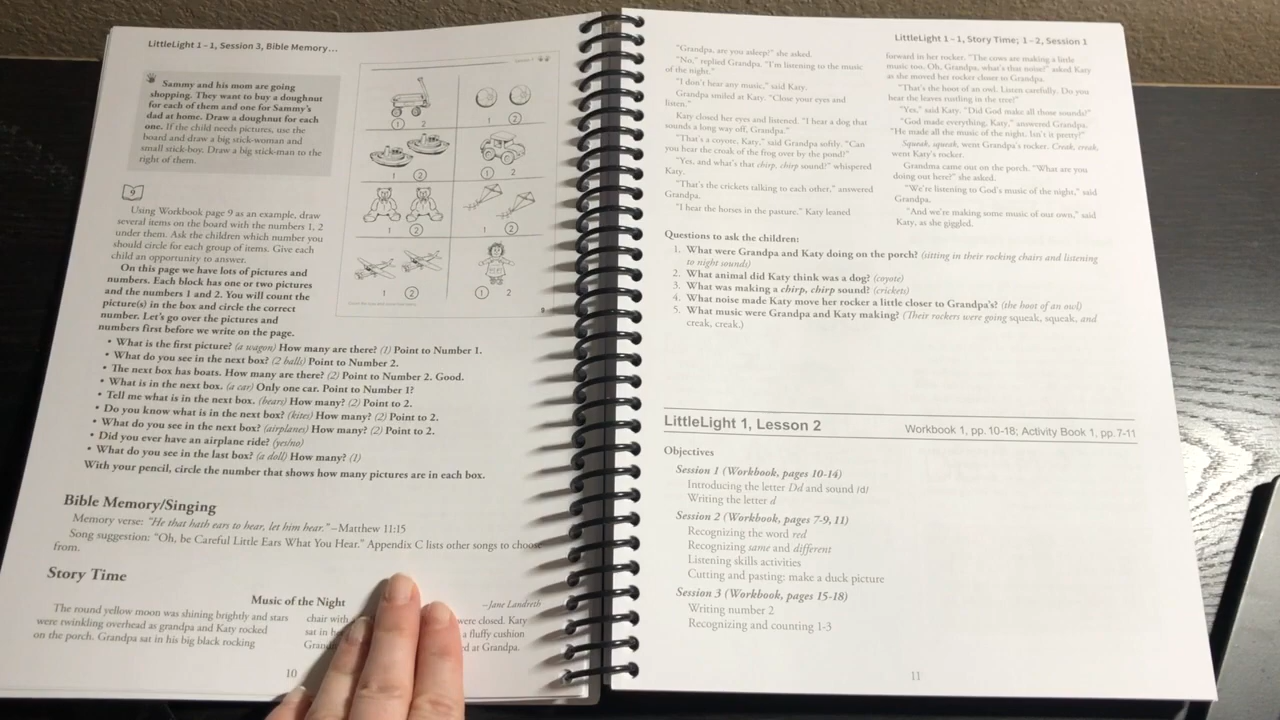 LittleLight 1 – 1, Session 3, Bible Memory…
Sammy and his mom are going
shopping. They want to buy a doughnut
for each of them and one for Sammy's
dad at home. Draw a doughnut for each
one. If the child needs pictures, use the
board and draw a big stick-woman and
small stick-boy. Draw a big stick-man to the
right of them.
9
Using Workbook page 9 as an example, draw
several items on the board with the numbers 1, 2
under them. Ask the children which number you
should circle for each group of items. Give each
child an opportunity to answer.
On this page we have lots of pictures and
numbers. Each block has one or two pictures
and the numbers 1 and 2. You will count the
picture(s) in the box and circle the correct
number. Let's go over the pictures and
numbers first before we write on the page.
1 2
1 2
1 2
1 2
1 2
1 2
1 2
1 2
9
• What is the first picture? (a wagon) How many are there? (1) Point to Number 1.
• What do you see in the next box? (2 balls) Point to Number 2.
• The next box has boats. How many are there? (2) Point to Number 2. Good.
• What is in the next box. (a car) Only one car. Point to Number 1?
• Tell me what is in the next box. (bears) How many? (2) Point to 2.
• Do you know what is in the next box? (kites) How many? (2) Point to 2.
• What do you see in the next box? (airplanes) How many? (2) Point to 2.
• Did you ever have an airplane ride? (yes/no)
• What do you see in the last box? (a doll) How many? (1)
With your pencil, circle the number that shows how many pictures are in each box.
Bible Memory/Singing
Memory verse: "He that hath ears to hear, let him hear." –Matthew 11:15
Song suggestion: "Oh, be Careful Little Ears What You Hear." Appendix C lists other songs to choose
from.
Story Time
Music of the Night
–Jane Landreth
The round yellow moon was shining brightly and stars
were twinkling overhead as grandpa and Katy rocked
on the porch. Grandpa sat in his big black rocking
chair with
were closed. Katy
sat in
a fluffy cushion
at Grandpa.
10
LittleLight 1 – 1, Story Time; 1 – 2, Session 1
"Grandpa, are you asleep?" she asked.
"No," replied Grandpa. "I'm listening to the music
of the night."
"I don't hear any music," said Katy.
Grandpa smiled at Katy. "Close your eyes and
listen."
Katy closed her eyes and listened. "I hear a dog that
sounds a long way off, Grandpa."
"That's a coyote, Katy," said Grandpa softly. "Can
you hear the croak of the frog over by the pond?"
"Yes, and what's that chirp, chirp sound?" whispered
Katy.
"That's the crickets talking to each other," answered
Grandpa.
"I hear the horses in the pasture." Katy leaned
forward in her rocker. "The cows are making a little
music too. Oh, Grandpa, what's that noise?" asked Katy
as she moved her rocker closer to Grandpa.
"That's the hoot of an owl. Listen carefully. Do you
hear the leaves rustling in the tree?"
"Yes," said Katy. "Did God make all those sounds?"
"God made everything, Katy," answered Grandpa.
"He made all the music of the night. Isn't it pretty?"
Squeak, squeak, went Grandpa's rocker. Creak, creak,
went Katy's rocker.
Grandma came out on the porch. "What are you
doing out here?" she asked.
"We're listening to God's music of the night," said
Grandpa.
"And we're making some music of our own," said
Katy, as she giggled.
Questions to ask the children:
1. What were Grandpa and Katy doing on the porch? (sitting in their rocking chairs and listening
to night sounds)
2. What animal did Katy think was a dog? (coyote)
3. What was making a chirp, chirp sound? (crickets)
4. What noise made Katy move her rocker a little closer to Grandpa's? (the hoot of an owl)
5. What music were Grandpa and Katy making? (Their rockers were going squeak, squeak, and
creak, creak.)
LittleLight 1, Lesson 2
Workbook 1, pp. 10-18; Activity Book 1, pp.7-11
Objectives
Session 1 (Workbook, pages 10-14)
Introducing the letter Dd and sound /d/
Writing the letter d
Session 2 (Workbook, pages 7-9, 11)
Recognizing the word red
Recognizing same and different
Listening skills activities
Cutting and pasting: make a duck picture
Session 3 (Workbook, pages 15-18)
Writing number 2
Recognizing and counting 1-3
11